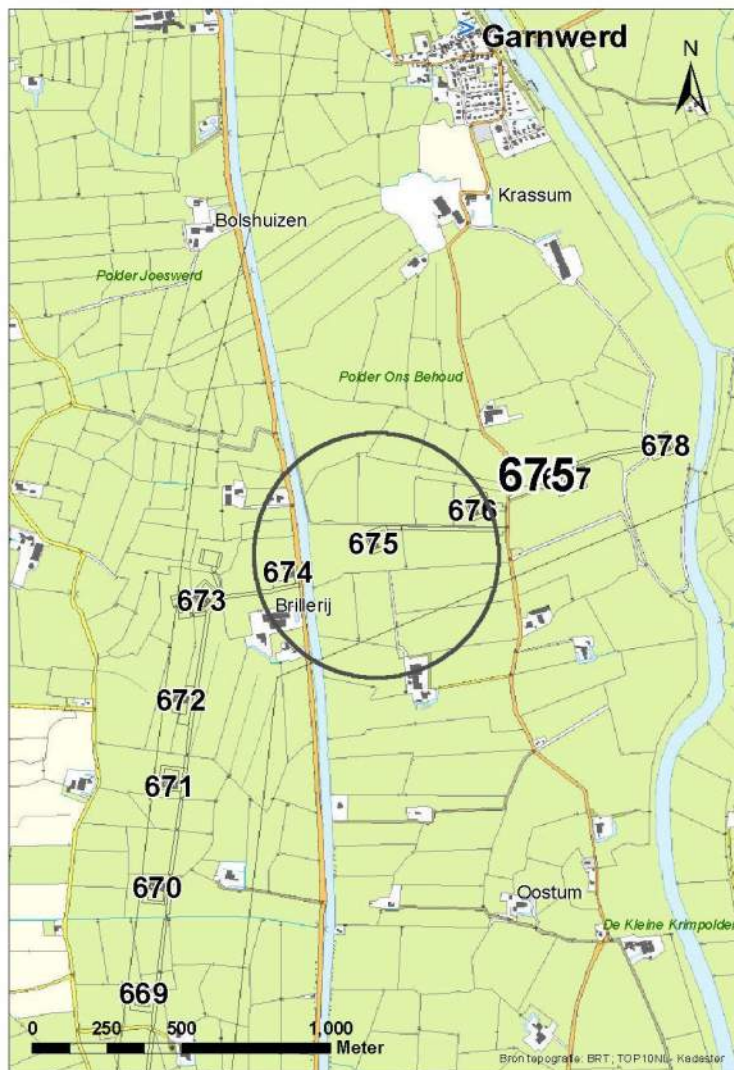 Garnwerd
N
Krassum
Bolshuizen
Polder Joeswerd
Polder Ons Behoud
678
675
676
675
674
673
Brillerij
672
671
670
Oostum
De Kleine Krimpolder
669
0 250 500 1.000
Meter
Bron topografie: BRT; TOP10NL - Kadaster